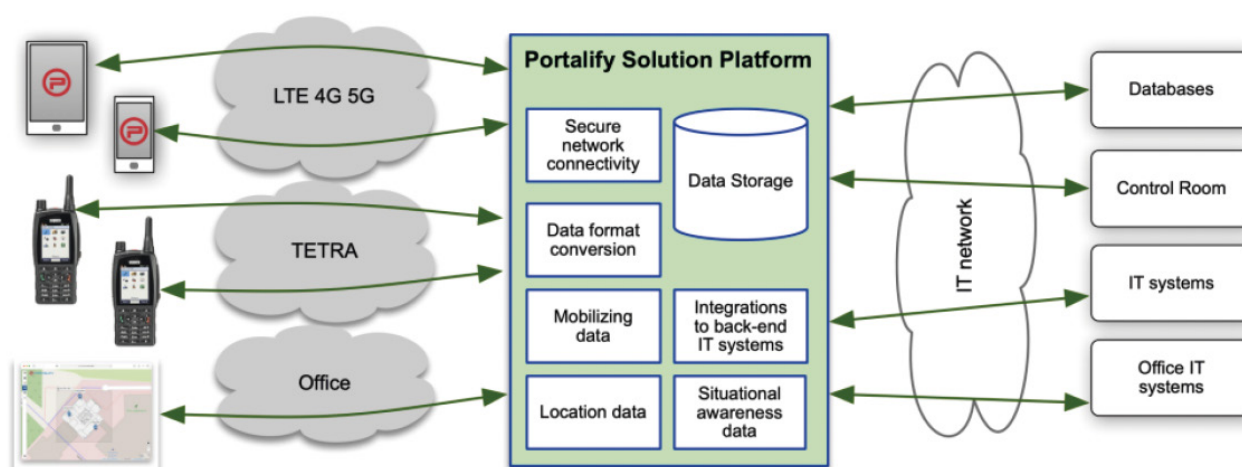 Portalify Solution Platform
LTE 4G 5G
TETRA
Office
Secure
network
connectivity
Data Storage
Data format
conversion
Mobilizing
data
Integrations
to back-end
IT systems
Location data
Situational
awareness
data
IT network
Databases
Control Room
IT systems
Office IT
systems